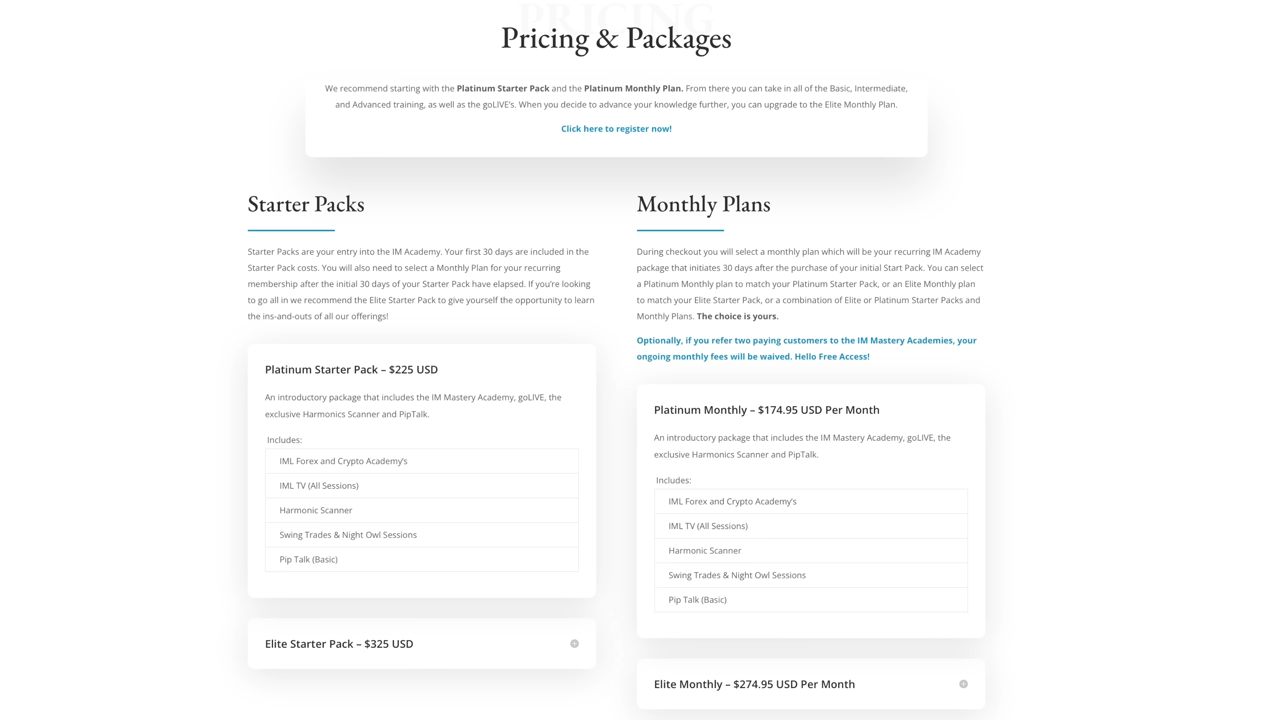 PRICING
Pricing & Packages
We recommend starting with the Platinum Starter Pack and the Platinum Monthly Plan. From there you can take in all of the Basic, Intermediate,
and Advanced training, as well as the goLIVE's. When you decide to advance your knowledge further, you can upgrade to the Elite Monthly Plan.
Click here to register now!
Starter Packs
Starter Packs are your entry into the IM Academy. Your first 30 days are included in the
Starter Pack costs. You will also need to select a Monthly Plan for your recurring
membership after the initial 30 days of your Starter Pack have elapsed. If you're looking
to go all in we recommend the Elite Starter Pack to give yourself the opportunity to learn
the ins-and-outs of all our offerings!
Platinum Starter Pack – $225 USD
An introductory package that includes the IM Mastery Academy, goLIVE, the
exclusive Harmonics Scanner and PipTalk.
Includes:
IML Forex and Crypto Academy's
IML TV (All Sessions)
Harmonic Scanner
Swing Trades & Night Owl Sessions
Pip Talk (Basic)
Elite Starter Pack – $325 USD
Monthly Plans
During checkout you will select a monthly plan which will be your recurring IM Academy
package that initiates 30 days after the purchase of your initial Start Pack. You can select
a Platinum Monthly plan to match your Platinum Starter Pack, or an Elite Monthly plan
to match your Elite Starter Pack, or a combination of Elite or Platinum Starter Packs and
Monthly Plans. The choice is yours.
Optionally, if you refer two paying customers to the IM Mastery Academies, your
ongoing monthly fees will be waived. Hello Free Access!
Platinum Monthly – $174.95 USD Per Month
An introductory package that includes the IM Mastery Academy, goLIVE, the
exclusive Harmonics Scanner and PipTalk.
Includes:
IML Forex and Crypto Academy's
IML TV (All Sessions)
Harmonic Scanner
Swing Trades & Night Owl Sessions
Pip Talk (Basic)
Elite Monthly – $274.95 USD Per Month